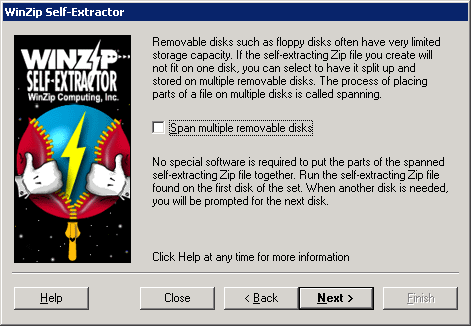 WinZip Self-Extractor
WINZIP
SELF-EXTRACTOR
WinZip Computing, Inc.
Removable disks such as floppy disks often have very limited
storage capacity. If the self-extracting Zip file you create will
not fit on one disk, you can select to have it split up and
stored on multiple removable disks. The process of placing
parts of a file on multiple disks is called spanning.
Span multiple removable disks
No special software is required to put the parts of the spanned
self-extracting Zip file together. Run the self-extracting Zip file
found on the first disk of the set. When another disk is needed,
you will be prompted for the next disk.
Click Help at any time for more information
Help Close < Back Next > Finish